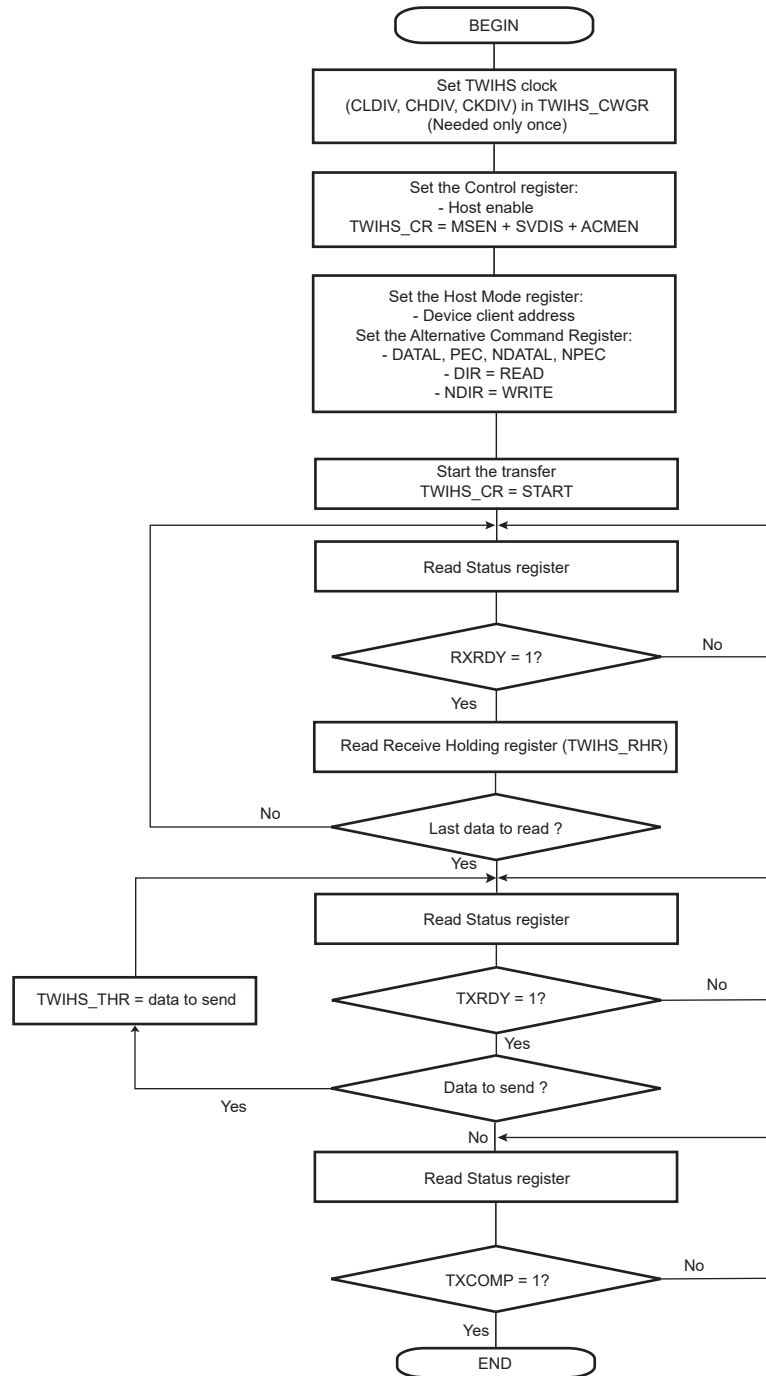 BEGIN
Set TWIHS clock
(CLDIV, CHDIV, CKDIV) in TWIHS_CWGR
(Needed only once)
Set the Control register:
- Host enable
TWIHS_CR = MSEN + SVDIS + ACMEN
Set the Host Mode register:
- Device client address
Set the Alternative Command Register:
- DATAL, PEC, NDATAL, NPEC
- DIR = READ
- NDIR = WRITE
Start the transfer
TWIHS_CR = START
Read Status register
RXRDY = 1?
No
Yes
Read Receive Holding register (TWIHS_RHR)
No
Last data to read ?
Yes
Read Status register
TWIHS_THR = data to send
TXRDY = 1?
No
Yes
Data to send ?
Yes
No
Read Status register
TXCOMP = 1?
No
Yes
END